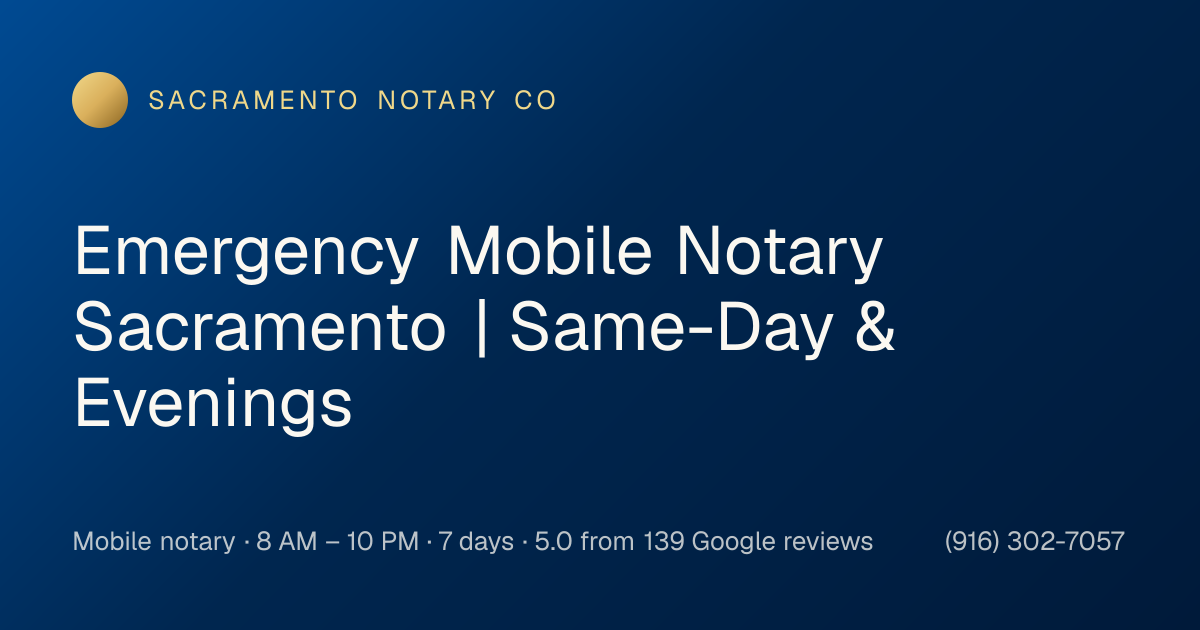 SACRAMENTO NOTARY CO
Emergency Mobile Notary
Sacramento | Same-Day &
Evenings
Mobile notary · 8 AM – 10 PM · 7 days · 5.0 from 139 Google reviews
(916) 302-7057